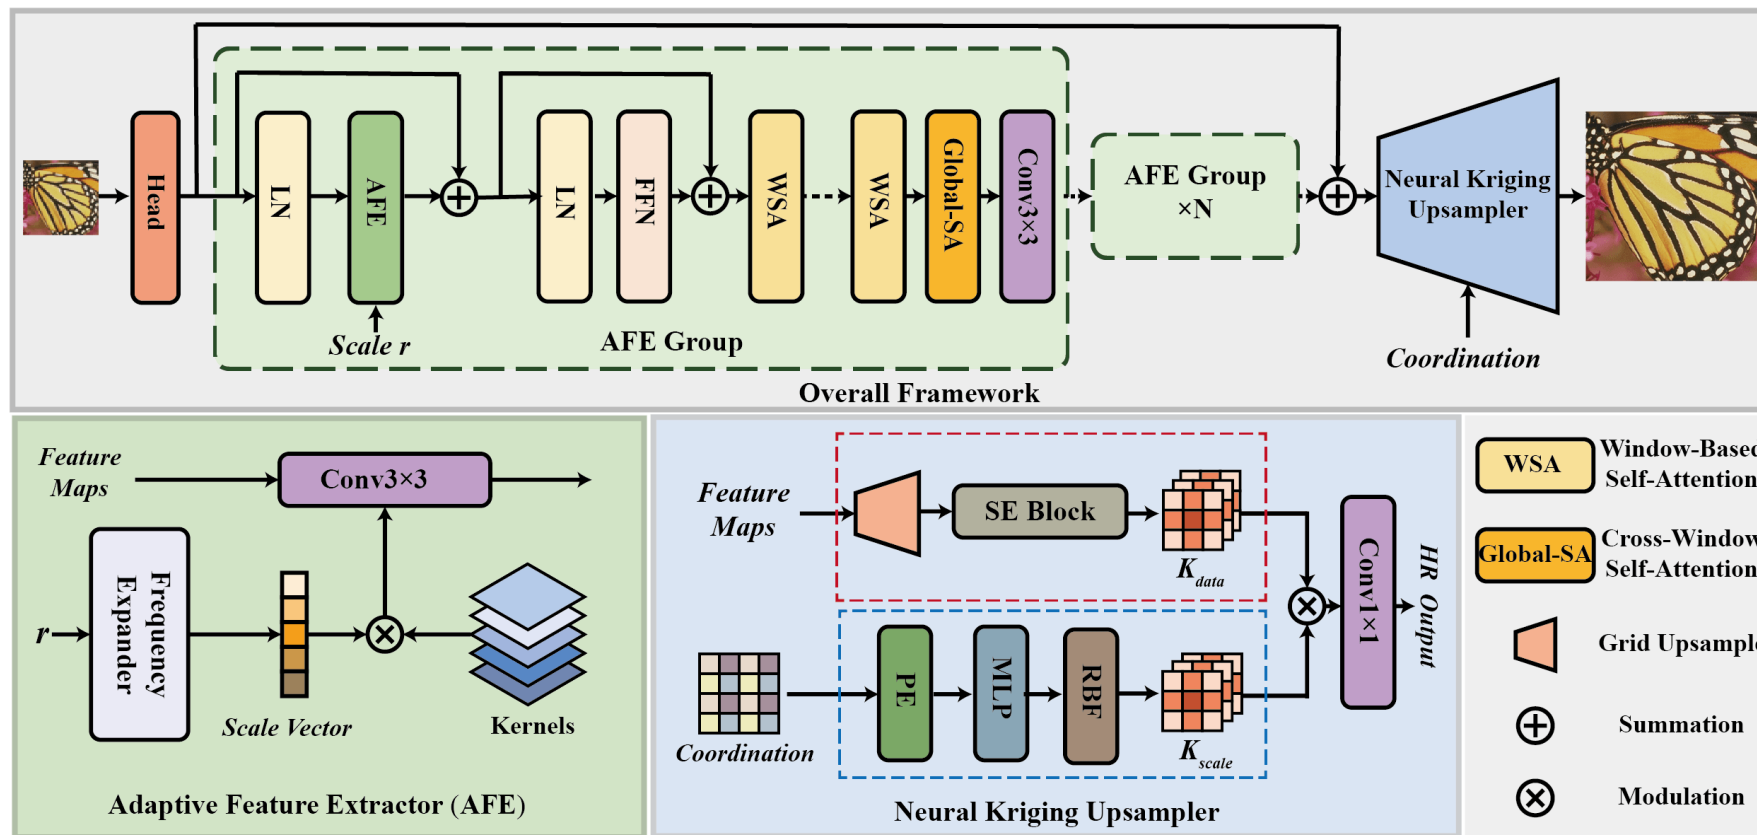 Head
LN
AFE
Scale r
LN
FFN
WSA
WSA
Global-SA
Conv3×3
AFE Group
AFE Group
×N
Neural Kriging
Upsampler
Coordination
Overall Framework
Feature
Maps
Conv3×3
r
Frequency
Expander
Scale Vector
Kernels
Adaptive Feature Extractor (AFE)
Feature
Maps
SE Block
K data
Coordination
PE
MLP
RBF
K scale
Conv1×1
HR Output
Neural Kriging Upsampler
WSA
Window-Based
Self-Attention
Global-SA
Cross-Window
Self-Attention
Grid Upsample
Summation
Modulation